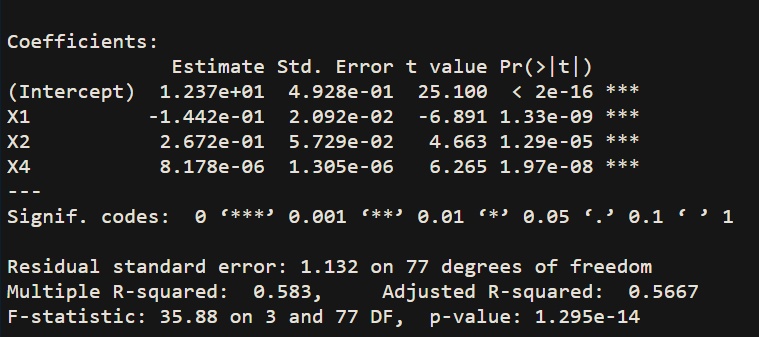 Coefficients:
              Estimate Std. Error t value Pr(>|t|)
(Intercept)  1.237e+01  4.928e-01  25.100  < 2e-16 ***
X1          -1.442e-01  2.092e-02  -6.891 1.33e-09 ***
X2           2.672e-01  5.729e-02   4.663 1.29e-05 ***
X4           8.178e-06  1.305e-06   6.265 1.97e-08 ***
---
Signif. codes:  0 ‘***’ 0.001 ‘**’ 0.01 ‘*’ 0.05 ‘.’ 0.1 ‘ ’ 1
Residual standard error: 1.132 on 77 degrees of freedom
Multiple R-squared:  0.583,     Adjusted R-squared:  0.5667
F-statistic: 35.88 on 3 and 77 DF,  p-value: 1.295e-14